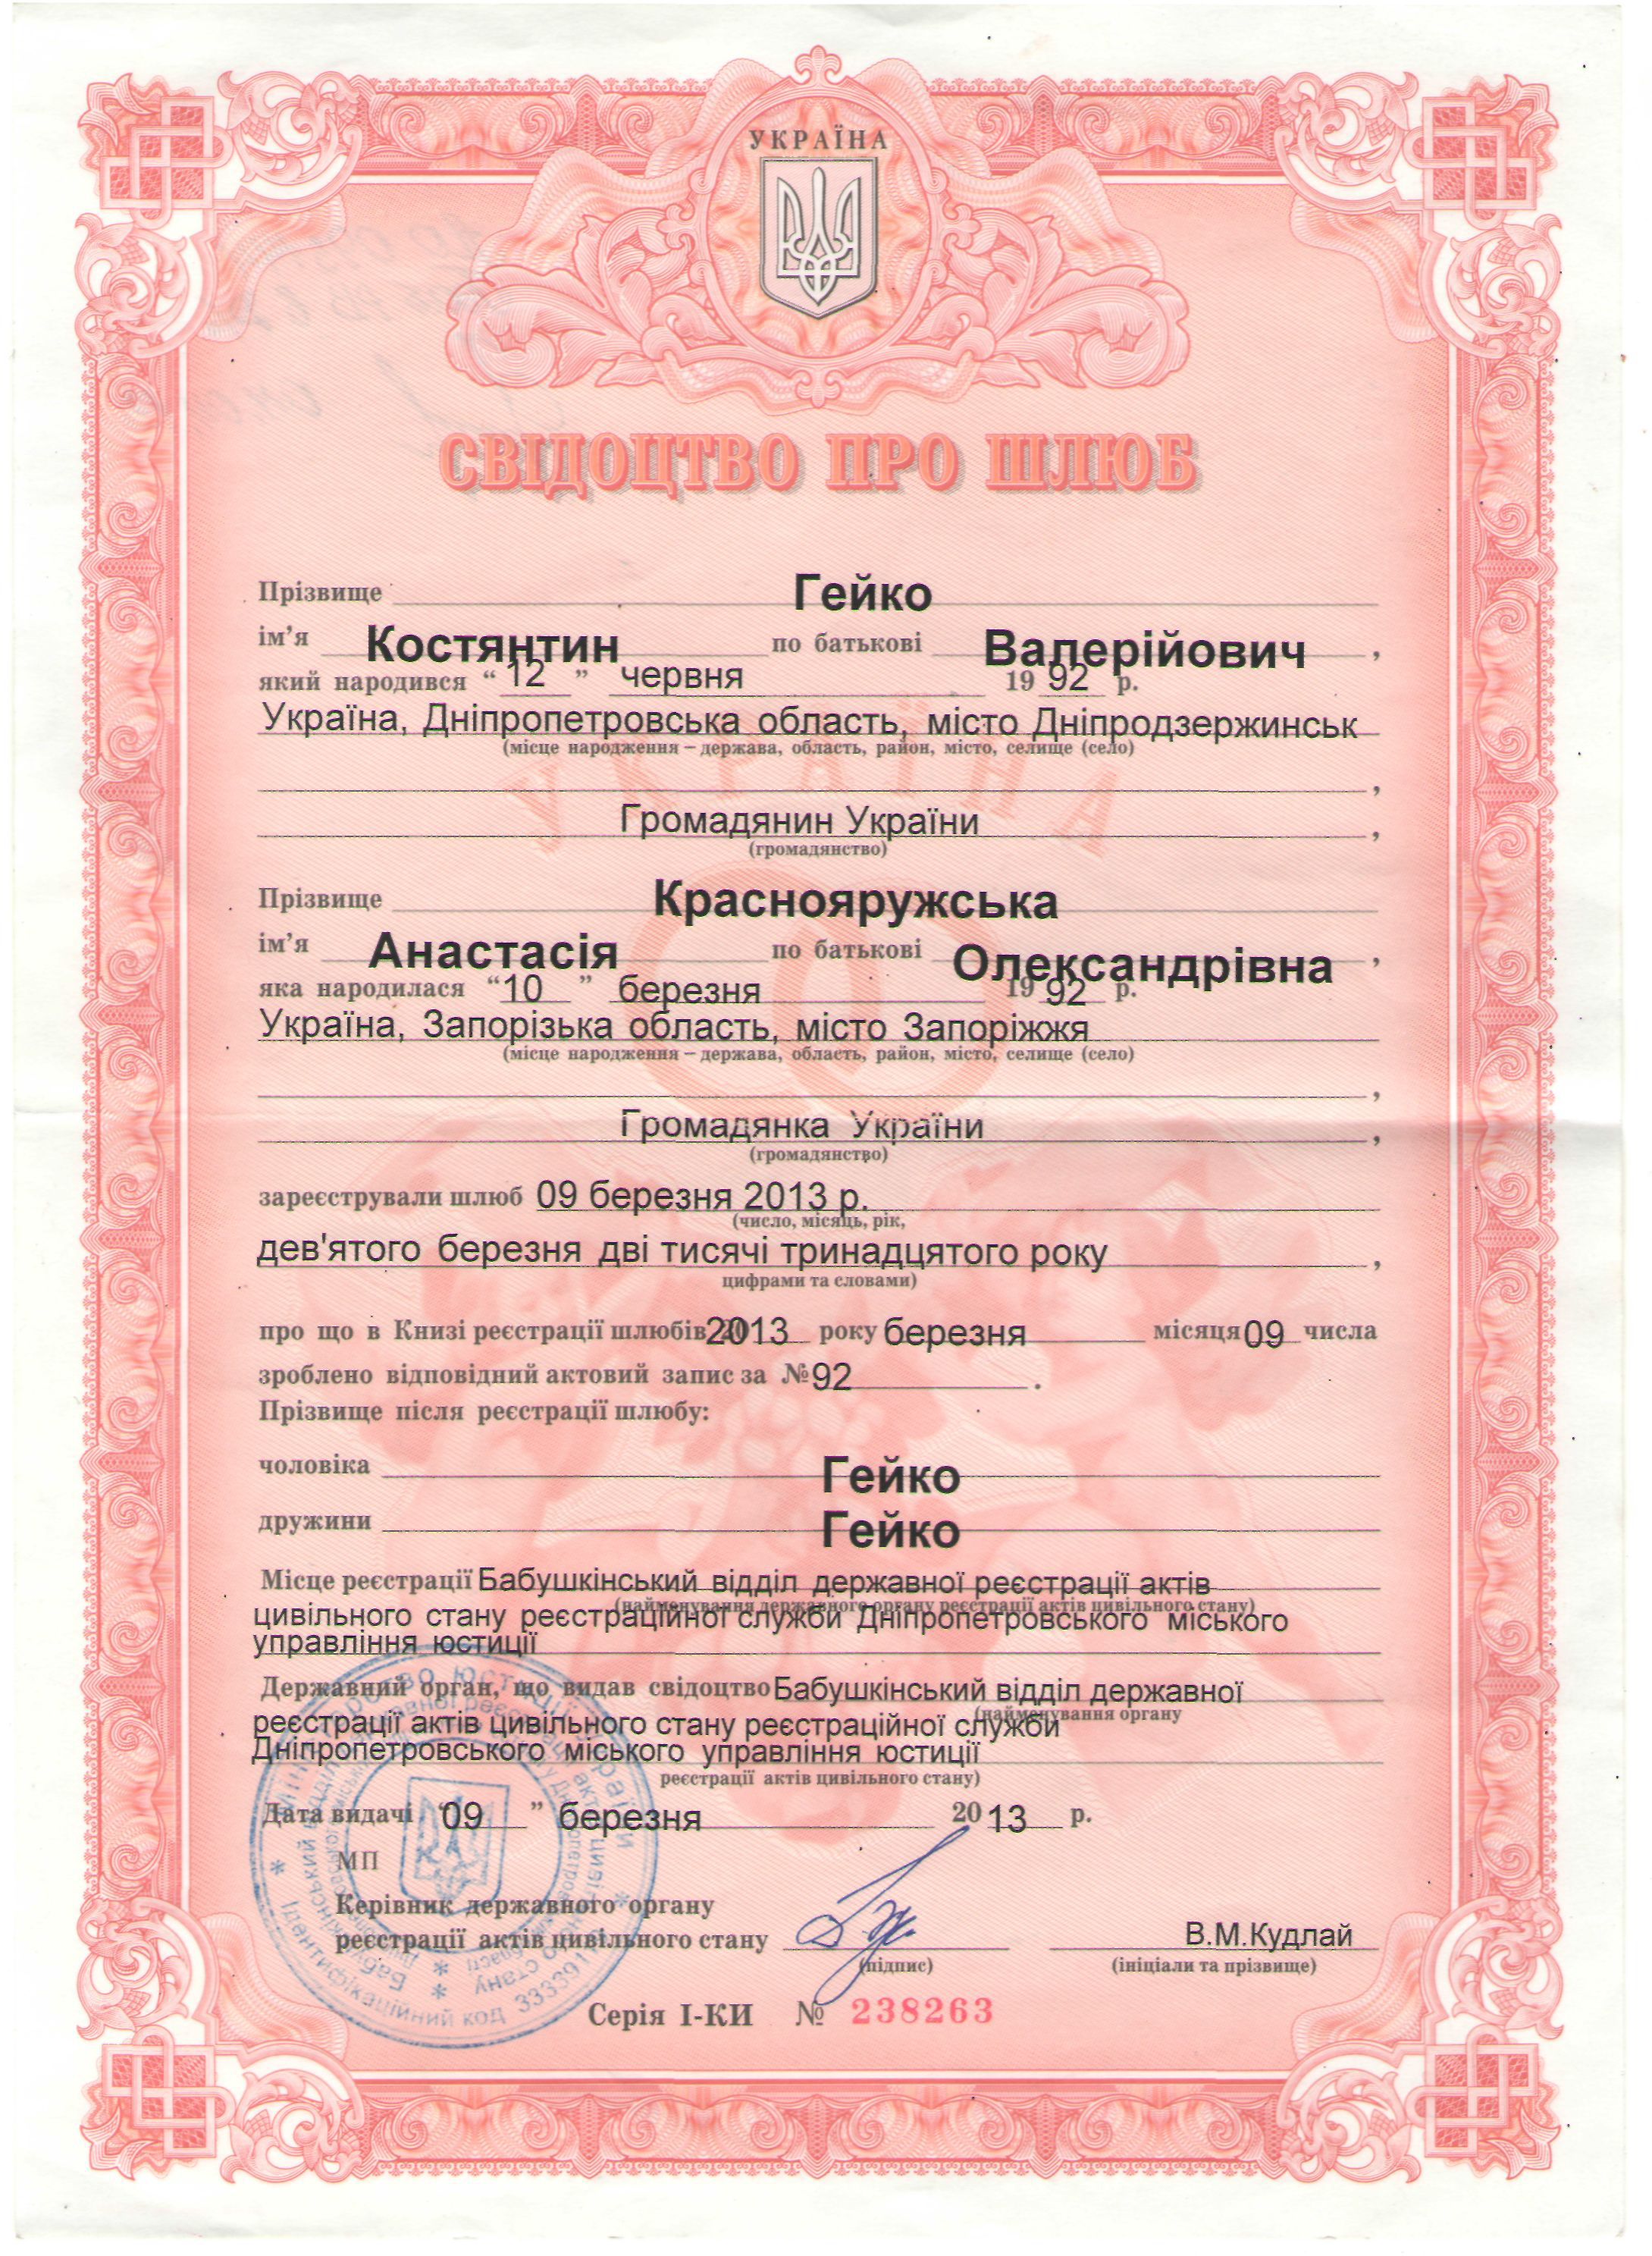 УКРАЇНА
СВІДОЦТВО ПРО ШЛЮБ
Прізвище Гейко
ім’я Костянтин по батькові Валерійович,
який народився “12” червня 1992 р.
Україна, Дніпропетровська область, місто Дніпродзержинськ
(місце народження – держава, область, район, місто, селище (село)
УКРАЇНА
,
Громадянин України,
(громадянство)
Прізвище Краснояружська
ім’я Анастасія по батькові Олександрівна,
яка народилася “10” березня 1992 р.
Україна, Запорізька область, місто Запоріжжя
(місце народження – держава, область, район, місто, селище (село)
,
Громадянка України,
(громадянство)
зареєстрували шлюб 09 березня 2013 р.
(число, місяць, рік,
дев'ятого березня дві тисячі тринадцятого року,
цифрами та словами)
про що в Книзі реєстрації шлюбів 2013 року березня місяця 09 числа
зроблено відповідний актовий запис за №92.
Прізвище після реєстрації шлюбу:
чоловіка Гейко
дружини Гейко
Місце реєстрації Бабушкінський відділ державної реєстрації актів
(найменування державного органу реєстрації актів цивільного стану)
цивільного стану реєстраційної служби Дніпропетровського міського
управління юстиції
Державний орган, що видав свідоцтво Бабушкінський відділ державної
(найменування органу
реєстрації актів цивільного стану реєстраційної служби
Дніпропетровського міського управління юстиції
реєстрації актів цивільного стану)
Дата видачі “09” березня 2013 р.
МП
Керівник державного органу
реєстрації актів цивільного стану В.М.Кудлай
(підпис) (ініціали та прізвище)
Серія І-КИ № 238263
Ідентифікаційний код